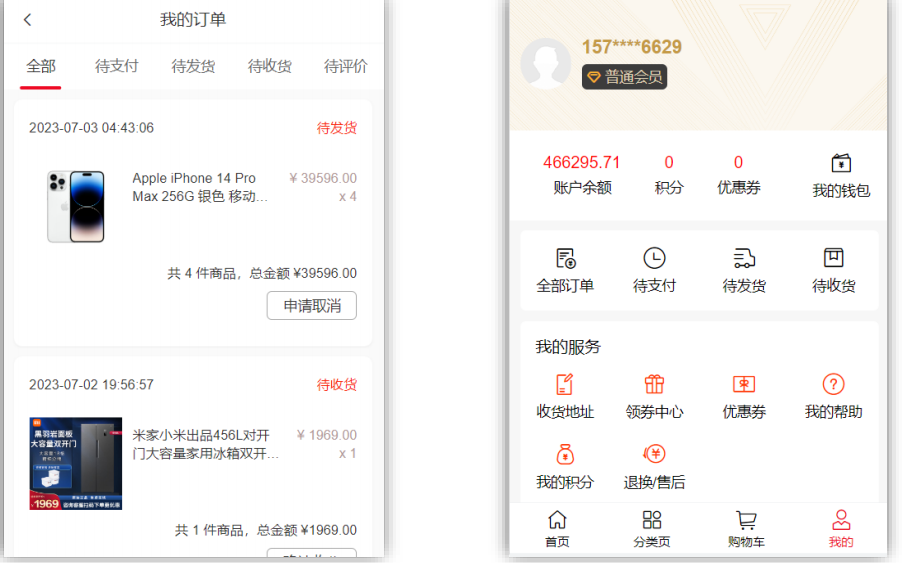 我的订单
全部 待支付 待发货 待收货 待评价
2023-07-03 04:43:06 待发货
Apple iPhone 14 Pro ¥ 39596.00
Max 256G 银色 移动... x 4
共 4 件商品，总金额 ¥39596.00
申请取消
2023-07-02 19:56:57 待收货
黑羽岩面板
大容量双开门
米家小米出品456L对开 ¥ 1969.00
门大容量家用冰箱双开... x 1
1969
共 1 件商品，总金额 ¥1969.00
157****6629
普通会员
466295.71 0 0
账户余额 积分 优惠券 我的钱包
全部订单 待支付 待发货 待收货
我的服务
收货地址 领券中心 优惠券 我的帮助
我的积分 退换/售后
首页 分类页 购物车 我的